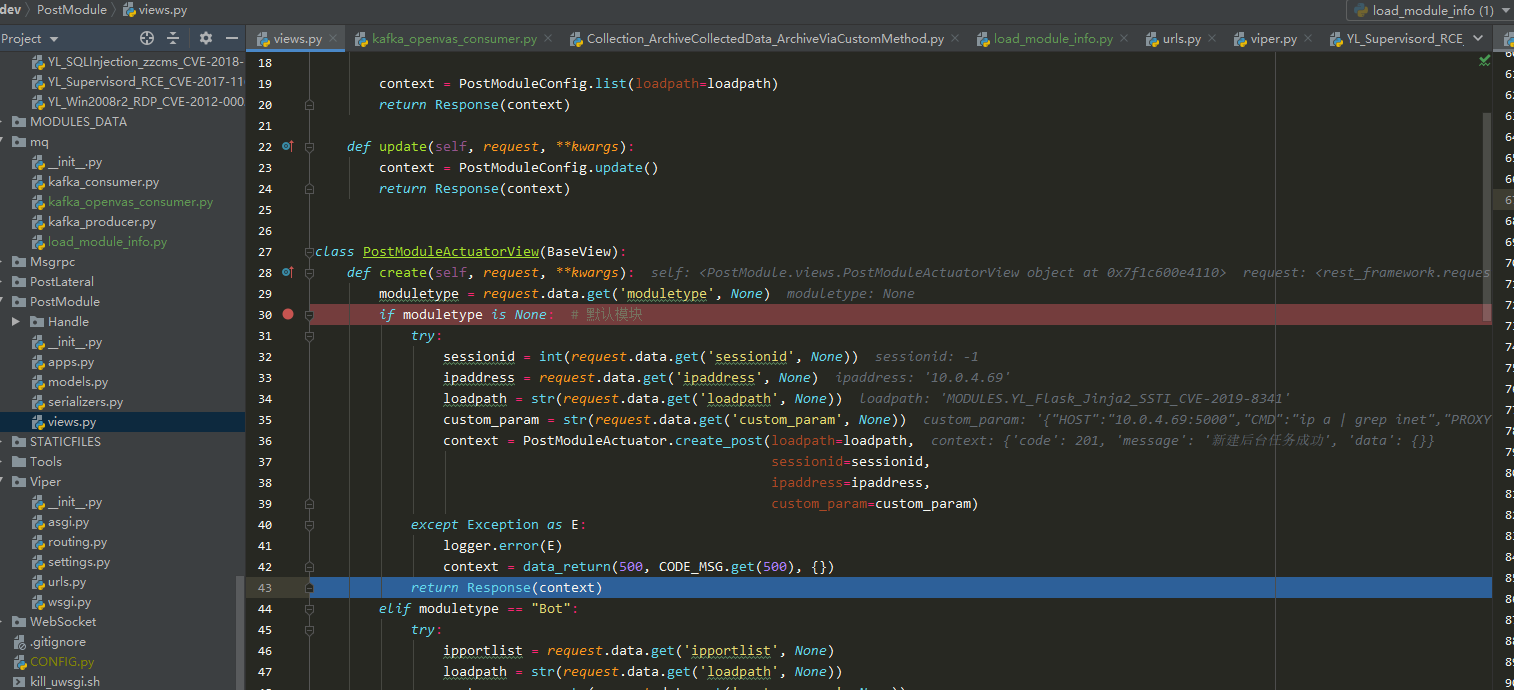 dev PostModule views.py
load_module_info (1)
Project
views.py
kafka_openvas_consumer.py
Collection_ArchiveCollectedData_ArchiveViaCustomMethod.py
load_module_info.py
urls.py
viper.py
YL_Supervisord_RCE_
YL_SQLInjection_zzcms_CVE-2018-
YL_Supervisord_RCE_CVE-2017-11
YL_Win2008r2_RDP_CVE-2012-000
MODULES_DATA
mq
__init__.py
kafka_consumer.py
kafka_openvas_consumer.py
kafka_producer.py
load_module_info.py
Msgrpc
PostLateral
PostModule
Handle
__init__.py
apps.py
models.py
serializers.py
views.py
STATICFILES
Tools
Viper
__init__.py
asgi.py
routing.py
settings.py
urls.py
wsgi.py
WebSocket
.gitignore
CONFIG.py
kill_uwsgi.sh
18
19 context = PostModuleConfig.list(loadpath=loadpath)
20 return Response(context)
21
22 def update(self, request, **kwargs):
23 context = PostModuleConfig.update()
24 return Response(context)
25
26
27 class PostModuleActuatorView(BaseView):
28 def create(self, request, **kwargs): self: <PostModule.views.PostModuleActuatorView object at 0x7f1c600e4110> request: <rest_framework.reques
29 moduletype = request.data.get('moduletype', None) moduletype: None
30 if moduletype is None: # 默认模块
31 try:
32 sessionid = int(request.data.get('sessionid', None)) sessionid: -1
33 ipaddress = request.data.get('ipaddress', None) ipaddress: '10.0.4.69'
34 loadpath = str(request.data.get('loadpath', None)) loadpath: 'MODULES.YL_Flask_Jinja2_SSTI_CVE-2019-8341'
35 custom_param = str(request.data.get('custom_param', None)) custom_param: '{"HOST":"10.0.4.69:5000","CMD":"ip a | grep inet","PROXY
36 context = PostModuleActuator.create_post(loadpath=loadpath, context: {'code': 201, 'message': '新建后台任务成功', 'data': {}}
37 sessionid=sessionid,
38 ipaddress=ipaddress,
39 custom_param=custom_param)
40 except Exception as E:
41 logger.error(E)
42 context = data_return(500, CODE_MSG.get(500), {})
43 return Response(context)
44 elif moduletype == "Bot":
45 try:
46 ipportlist = request.data.get('ipportlist', None)
47 loadpath = str(request.data.get('loadpath', None))